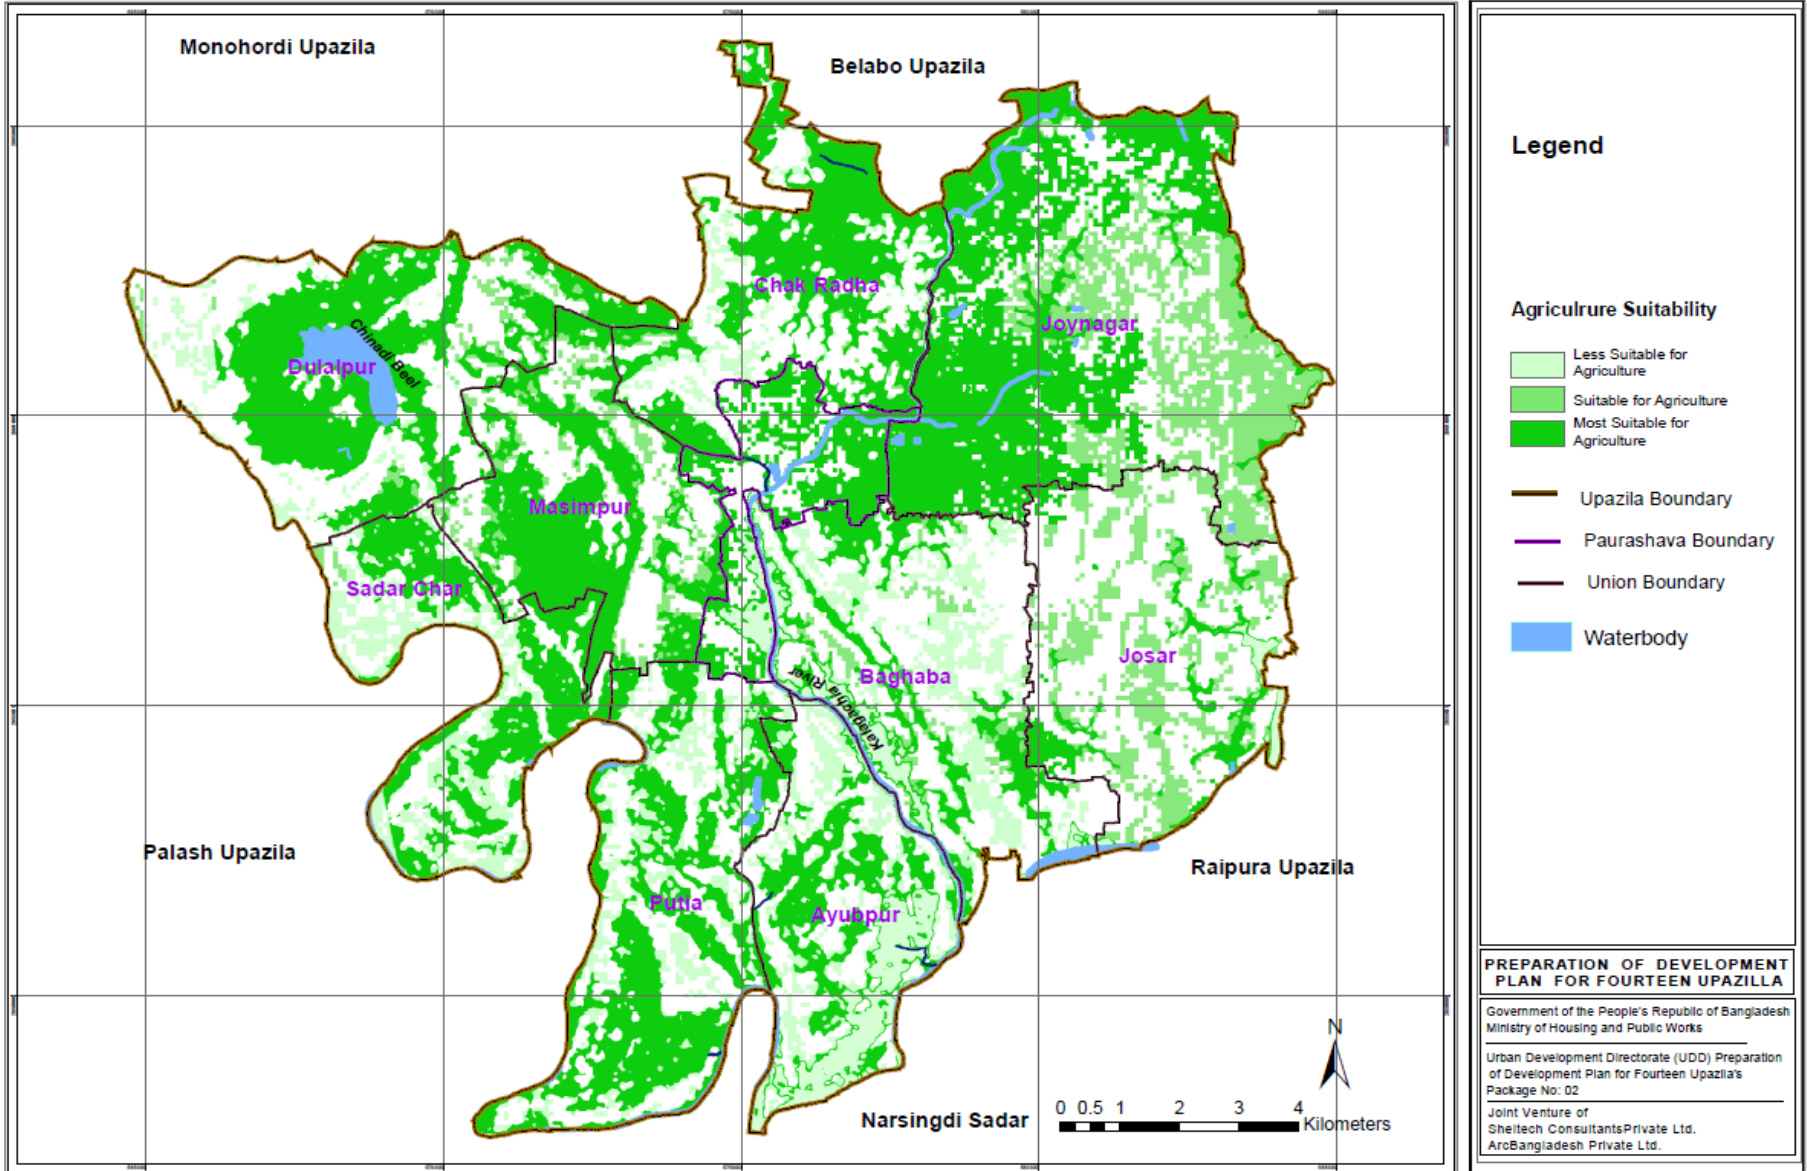 Monohordi Upazila
Belabo Upazila
Chak Radha
Joynagar
Chinadi Beel
Dulalpur
Masimpur
Sadar Char
Baghaba
Josar
Kalagachia River
Palash Upazila
Raipura Upazila
Putia
Ayubpur
Narsingdi Sadar
N
0 0.5 1 2 3 4
Kilometers
Legend
Agriculrure Suitability
Less Suitable for
Agriculture
Suitable for Agriculture
Most Suitable for
Agriculture
Upazila Boundary
Paurashava Boundary
Union Boundary
Waterbody
PREPARATION OF DEVELOPMENT
PLAN FOR FOURTEEN UPAZILLA
Government of the People's Republic of Bangladesh
Ministry of Housing and Public Works
Urban Development Directorate (UDD) Preparation
of Development Plan for Fourteen Upazila's
Package No: 02
Joint Venture of
Sheltech ConsultantsPrivate Ltd.
ArcBangladesh Private Ltd.